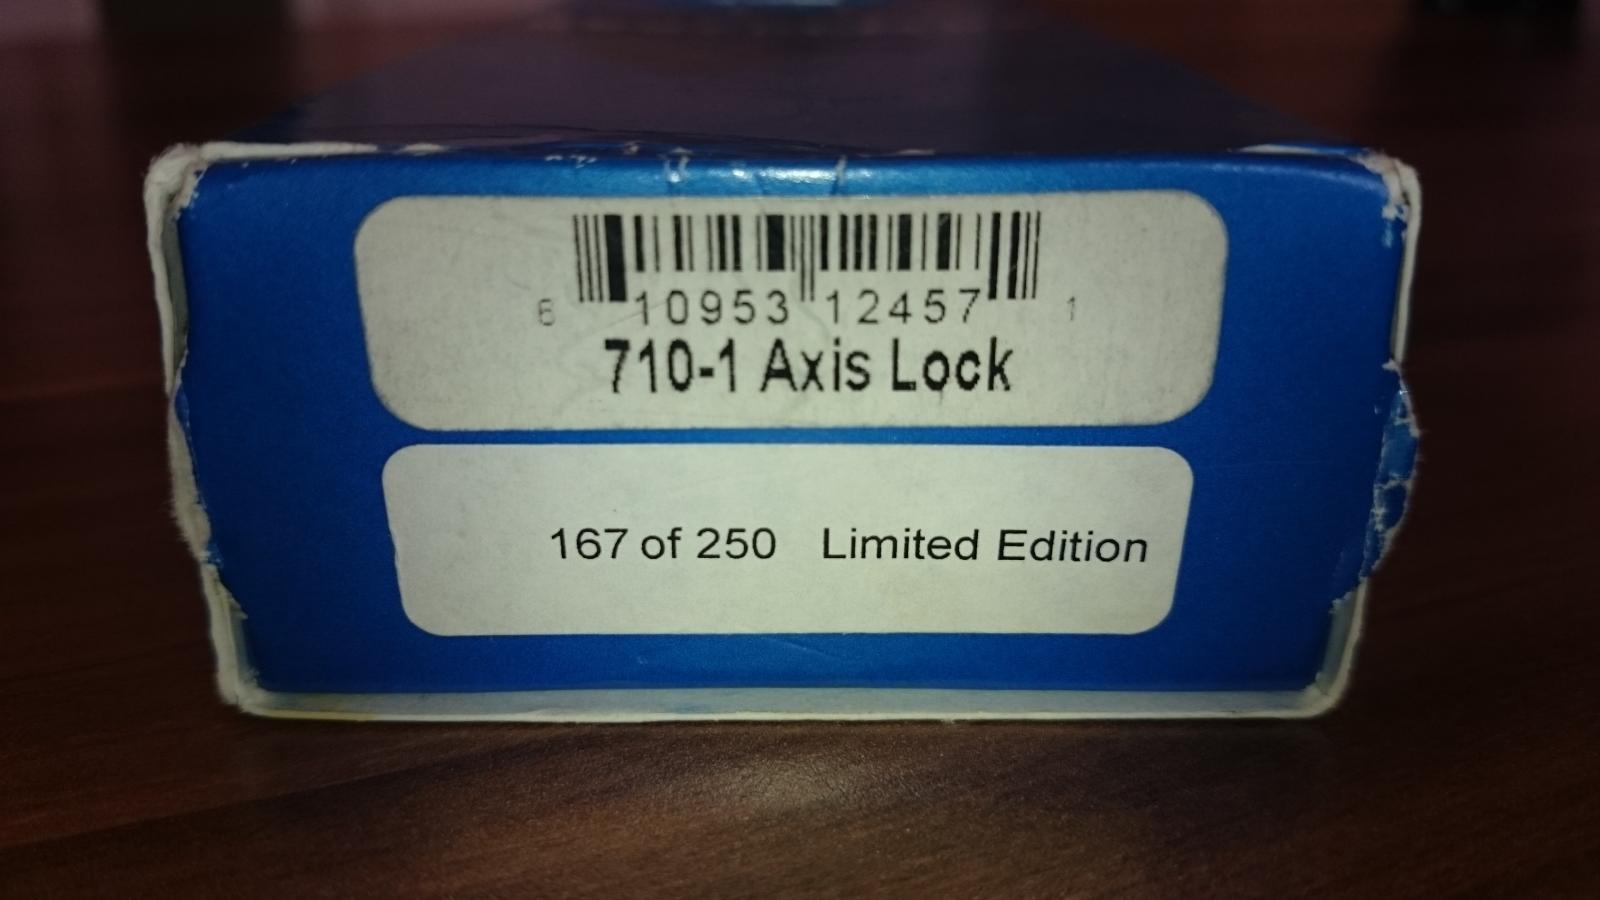 6 10953 12457 1
710-1 Axis Lock
167 of 250 Limited Edition